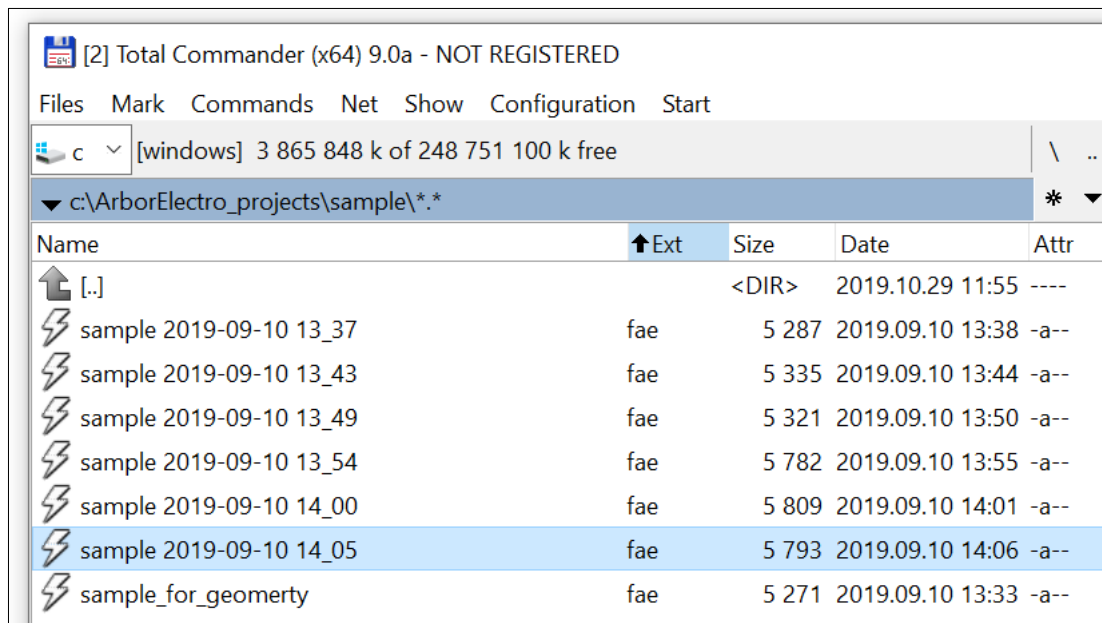 [2] Total Commander (x64) 9.0a - NOT REGISTERED
Files Mark Commands Net Show Configuration Start
c [windows] 3 865 848 k of 248 751 100 k free \ ..
c:\ArborElectro_projects\sample\*.* *
Name Ext Size Date Attr
[..] <DIR> 2019.10.29 11:55 ----
sample 2019-09-10 13_37 fae 5 287 2019.09.10 13:38 -a--
sample 2019-09-10 13_43 fae 5 335 2019.09.10 13:44 -a--
sample 2019-09-10 13_49 fae 5 321 2019.09.10 13:50 -a--
sample 2019-09-10 13_54 fae 5 782 2019.09.10 13:55 -a--
sample 2019-09-10 14_00 fae 5 809 2019.09.10 14:01 -a--
sample 2019-09-10 14_05 fae 5 793 2019.09.10 14:06 -a--
sample_for_geomerty fae 5 271 2019.09.10 13:33 -a--